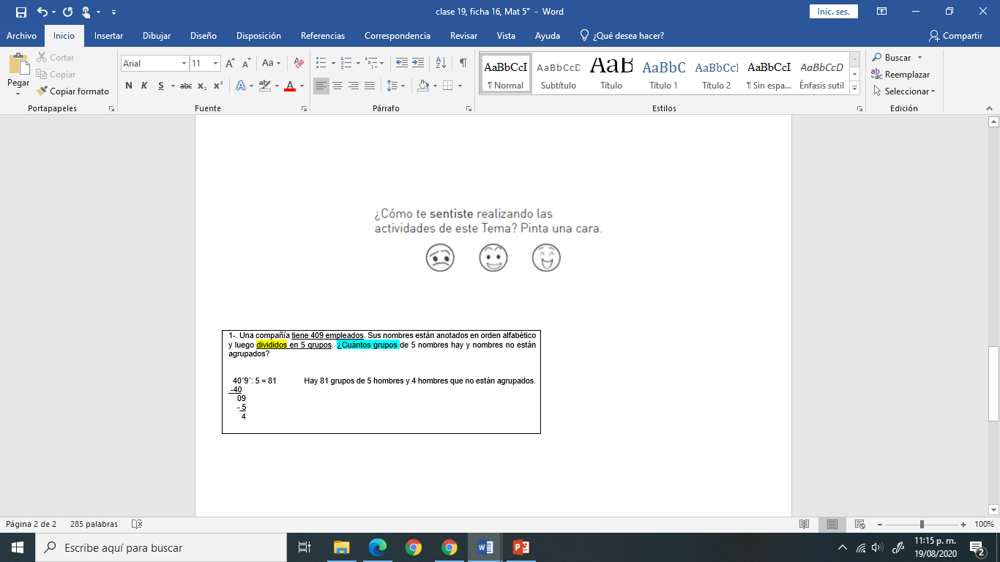 clase 19, ficha 16, Mat 5° - Word
Inic. ses.
Archivo Inicio Insertar Dibujar Diseño Disposición Referencias Correspondencia Revisar Vista Ayuda ¿Qué desea hacer? Compartir
Pegar
Cortar
Copiar
Copiar formato
Portapapeles
Arial 11
Aa
N K S abc x₂ x²
Fuente
Párrafo
AaBbCcI AaBbCcD AaB AaBbC AaBbCcI AaBbCcI AaBbCcD
¶ Normal Subtítulo Título Título 1 Título 2 ¶ Sin espa... Énfasis sutil
Estilos
Buscar
Reemplazar
Seleccionar
Edición
¿Cómo te sentiste realizando las
actividades de este Tema? Pinta una cara.
1-. Una compañía tiene 409 empleados. Sus nombres están anotados en orden alfabético
y luego divididos en 5 grupos. ¿Cuántos grupos de 5 nombres hay y nombres no están
agrupados?
40´9´: 5 = 81 Hay 81 grupos de 5 hombres y 4 hombres que no están agrupados.
-40
09
- 5
4
Página 2 de 2 285 palabras
100%
Escribe aquí para buscar
11:15 p. m.
19/08/2020
2